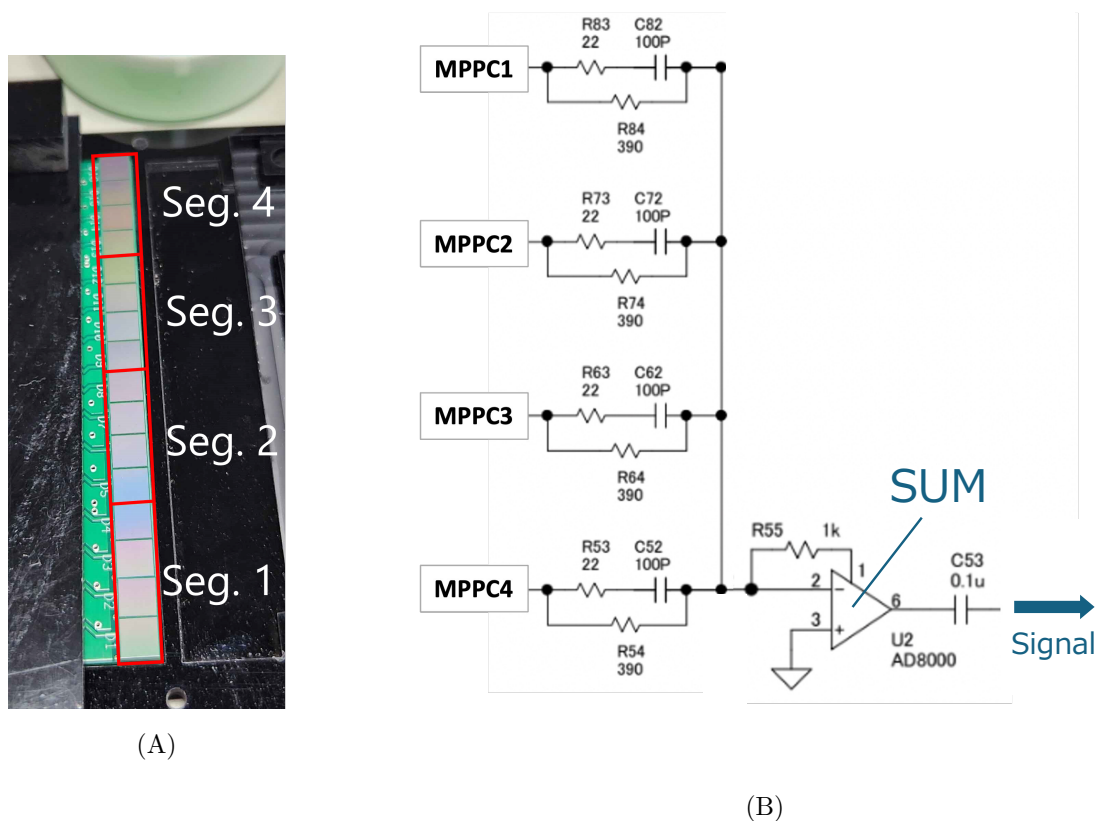 Seg. 4
Seg. 3
Seg. 2
Seg. 1
(A)
R83 C82
22 100P
MPPC1
R84
390
R73 C72
22 100P
MPPC2
R74
390
R63 C62
22 100P
MPPC3
R64
390
SUM
R55 1k
R53 C52
22 100P
MPPC4
R54
390
1
2
3
6
C53
0.1u
U2
AD8000
Signal
(B)